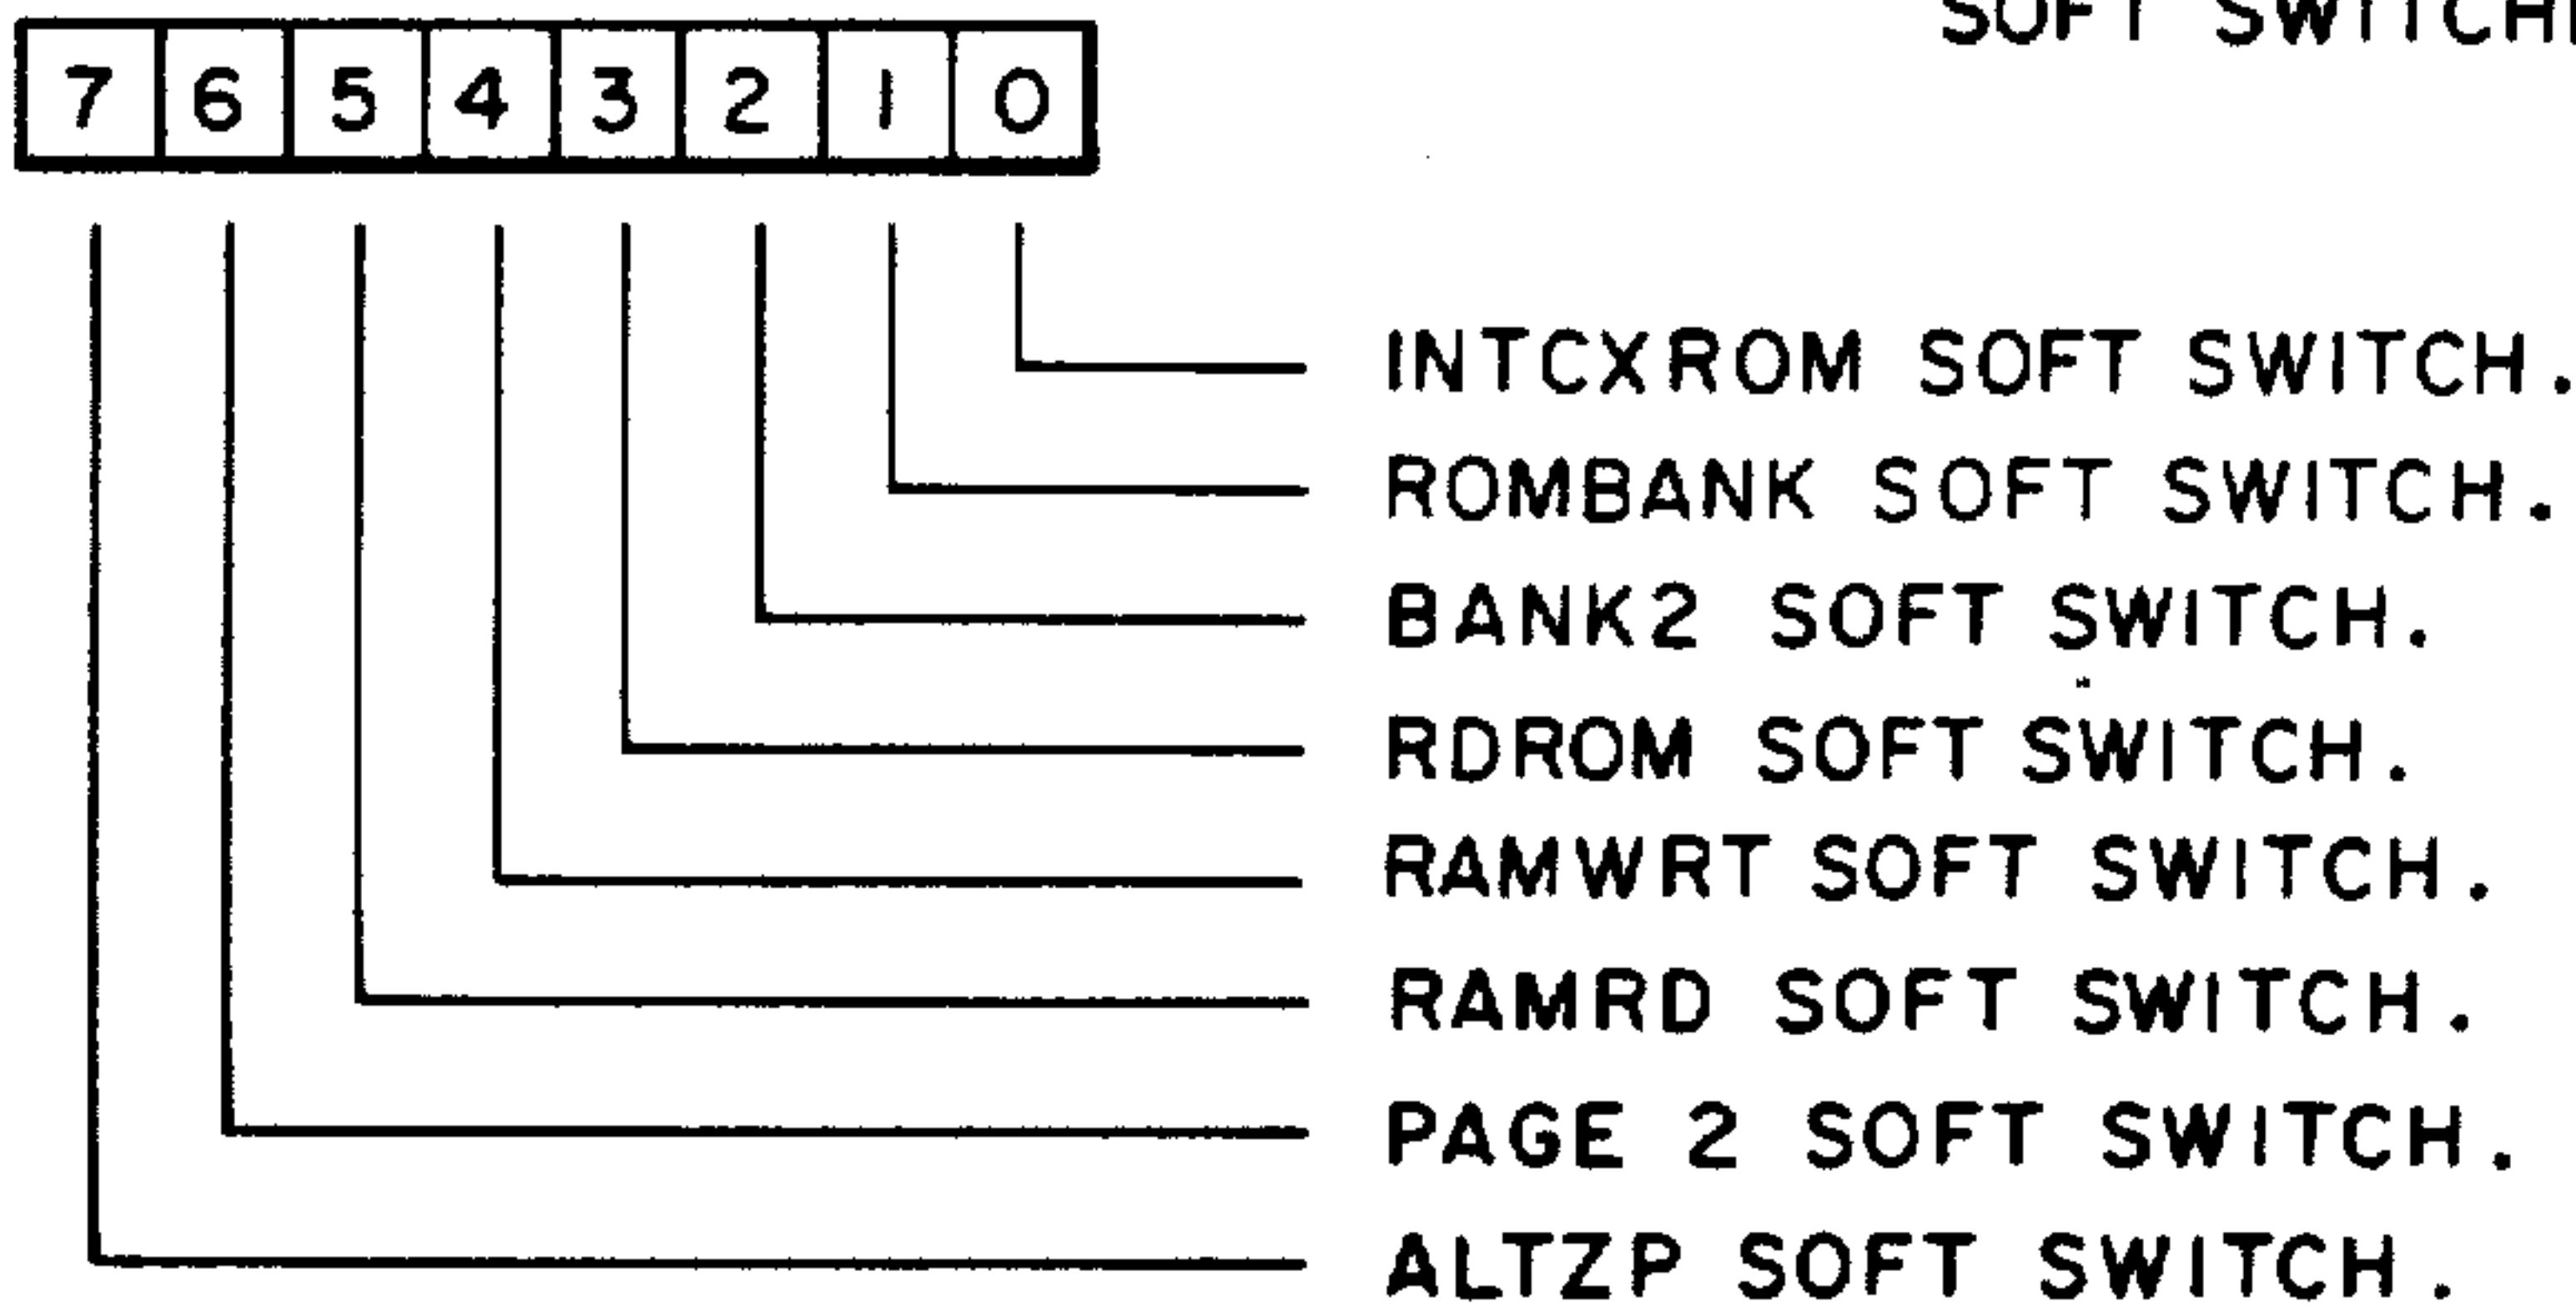 SOFT
7 6 5 4 3 2 1 0
INTCXROM SOFT SWITCH.
ROMBANK SOFT SWITCH.
BANK2 SOFT SWITCH.
RDROM SOFT SWITCH.
RAMWRT SOFT SWITCH.
RAMRD SOFT SWITCH.
PAGE 2 SOFT SWITCH.
ALTZP SOFT SWITCH.